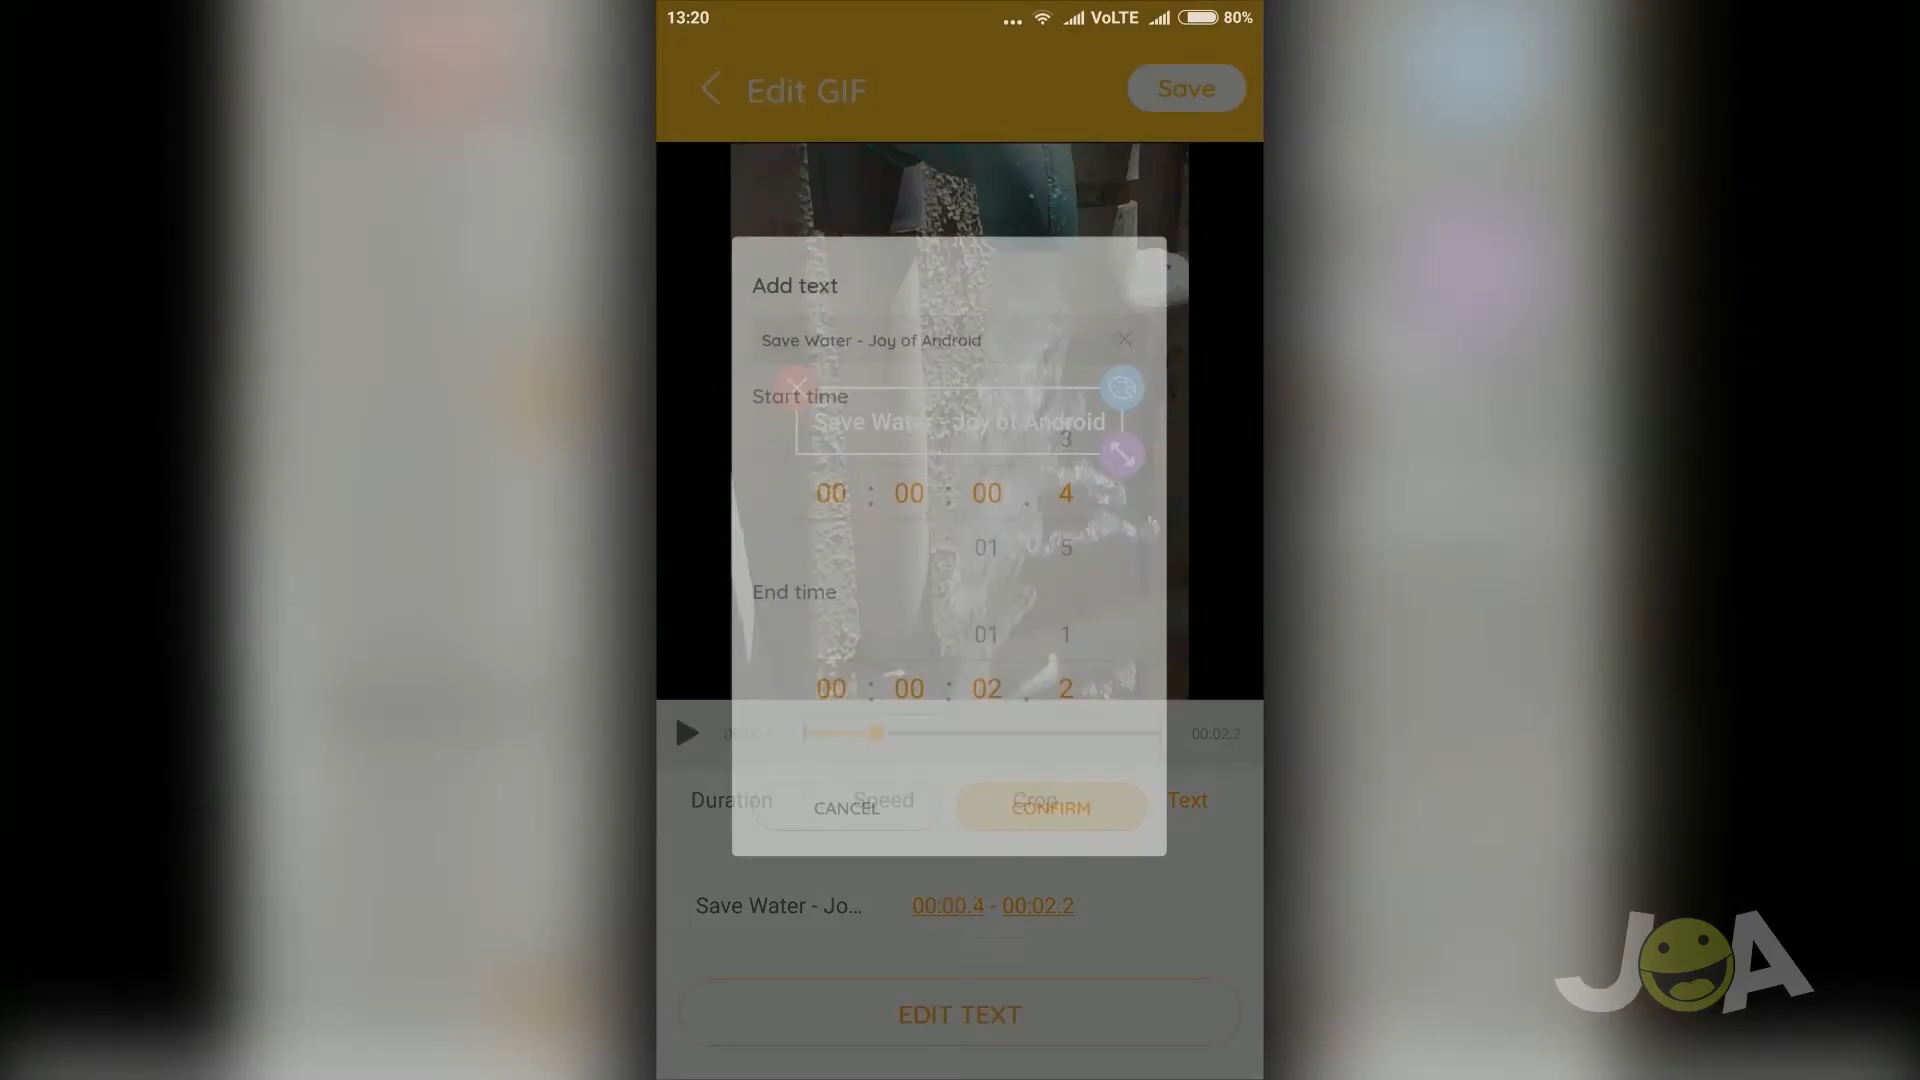 13:20
... VoLTE 80%
Edit GIF
Save
Add text
Save Water - Joy of Android
Start time
Save Water - Joy of Android
3
00 : 00 : 00 . 4
01 5
End time
01 1
00 : 00 : 02 . 2
00:02.2
Duration Speed Crop Text
CANCEL CONFIRM
Save Water - Jo... 00:00.4 - 00:02.2
EDIT TEXT
JOA